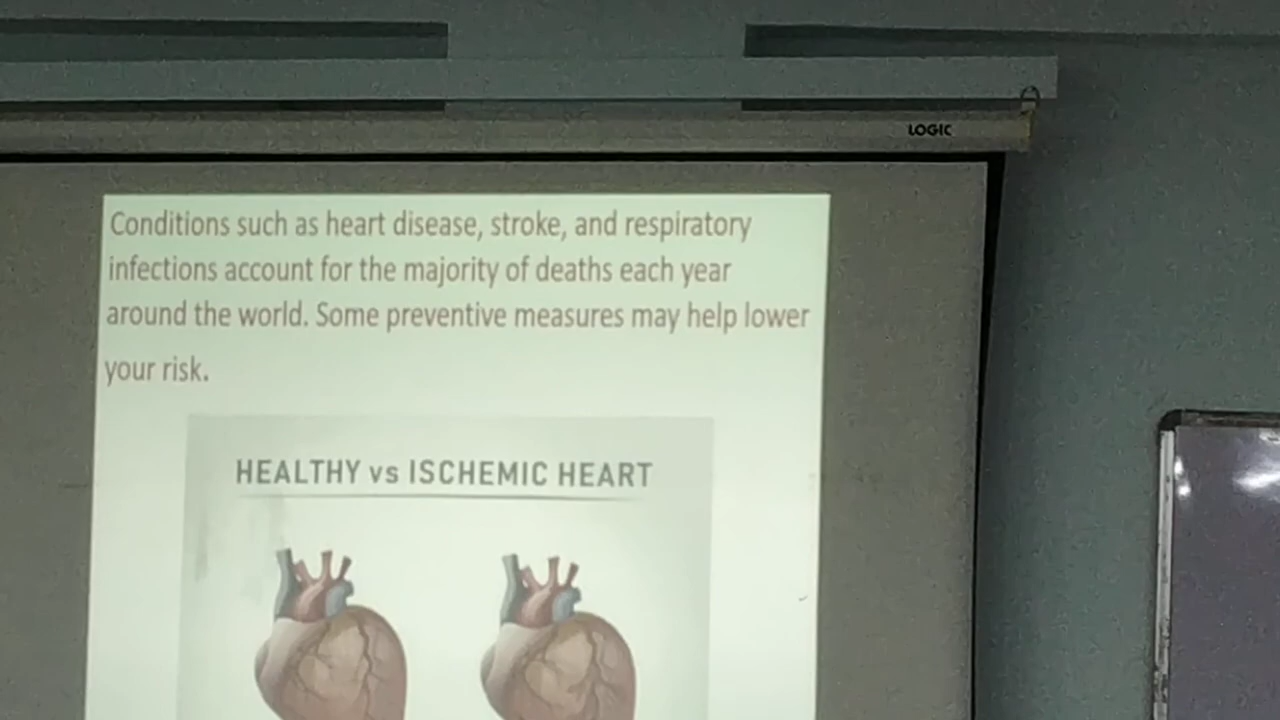 LOGIC
Conditions such as heart disease, stroke, and respiratory
infections account for the majority of deaths each year
around the world. Some preventive measures may help lower
your risk.
HEALTHY vs ISCHEMIC HEART